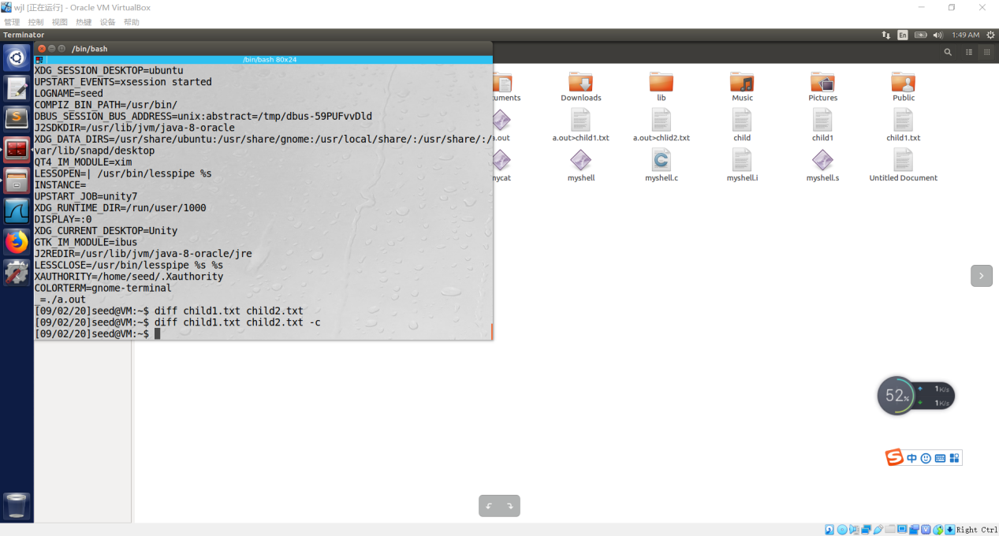 wjl [正在运行] - Oracle VM VirtualBox
管理 控制 视图 热键 设备 帮助
Terminator
En
1:49 AM
/bin/bash
/bin/bash 80x24
XDG_SESSION_DESKTOP=ubuntu
UPSTART_EVENTS=xsession started
LOGNAME=seed
COMPIZ_BIN_PATH=/usr/bin/
DBUS_SESSION_BUS_ADDRESS=unix:abstract=/tmp/dbus-59PUFvvDld
J2SDKDIR=/usr/lib/jvm/java-8-oracle
XDG_DATA_DIRS=/usr/share/ubuntu:/usr/share/gnome:/usr/local/share/:/usr/share/:/
var/lib/snapd/desktop
QT4_IM_MODULE=xim
LESSOPEN=| /usr/bin/lesspipe %s
INSTANCE=
UPSTART_JOB=unity7
XDG_RUNTIME_DIR=/run/user/1000
DISPLAY=:0
XDG_CURRENT_DESKTOP=Unity
GTK_IM_MODULE=ibus
J2REDIR=/usr/lib/jvm/java-8-oracle/jre
LESSCLOSE=/usr/bin/lesspipe %s %s
XAUTHORITY=/home/seed/.Xauthority
COLORTERM=gnome-terminal
_=./a.out
[09/02/20]seed@VM:~$ diff child1.txt child2.txt
[09/02/20]seed@VM:~$ diff child1.txt child2.txt -c
[09/02/20]seed@VM:~$
cuments Downloads lib Music Pictures Public
a.out a.out>child1.txt a.out>chlid2.txt child child1 child1.txt
mycat myshell myshell.c myshell.i myshell.s Untitled Document
52%
1K/s
1K/s
中
Right Ctrl